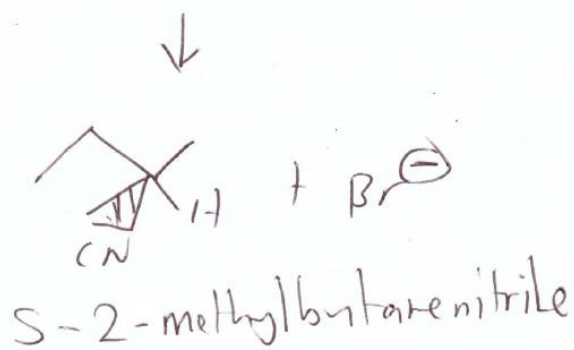 H + Br ⊖
CN
S-2-methylbutanenitrile